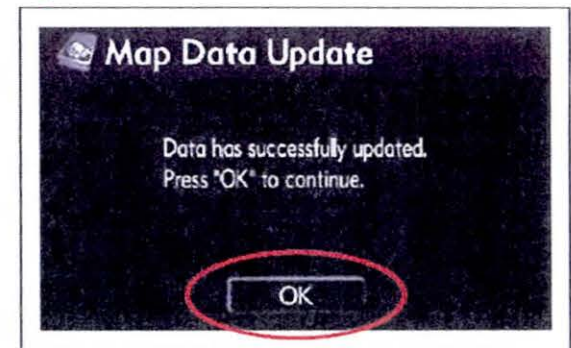 Map Data Update
Data has successfully updated.
Press "OK" to continue.
OK